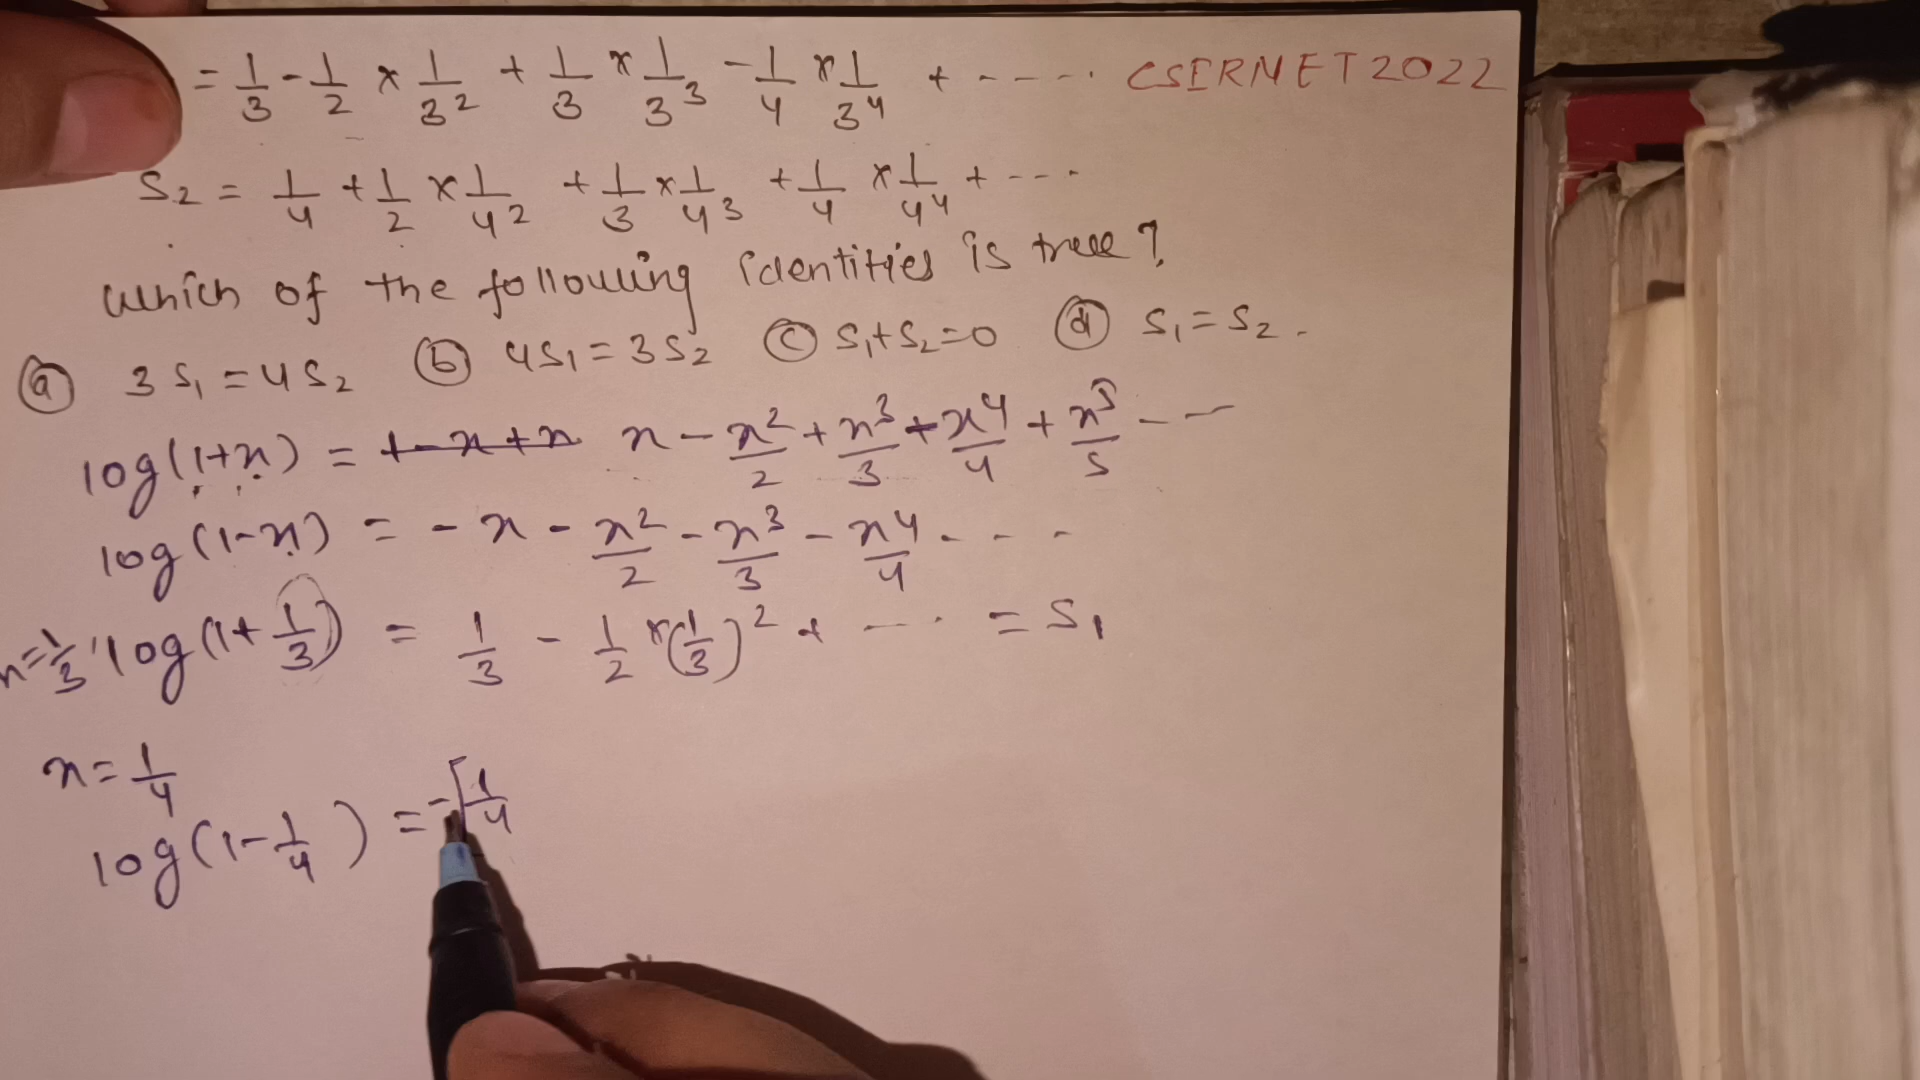 = 1/3 - 1/2 × 1/3² + 1/3 × 1/3³ - 1/4 × 1/3⁴ + ---- CSIRNET2022
S₂ = 1/4 + 1/2 × 1/4² + 1/3 × 1/4³ + 1/4 × 1/4⁴ + ---
which of the following identities is true?
(a) 3S₁ = 4S₂ (b) 4S₁ = 3S₂ (c) S₁+S₂=0 (d) S₁=S₂.
log(1+x) = 1-x+x x - x²/2 + x³/3 + x⁴/4 + x⁵/5 ---
log(1-x) = -x - x²/2 - x³/3 - x⁴/4 - - -
x=1/3, log(1+1/3) = 1/3 - 1/2 × (1/3)² + --- = S₁
x=1/4
log(1-1/4) = -[1/4